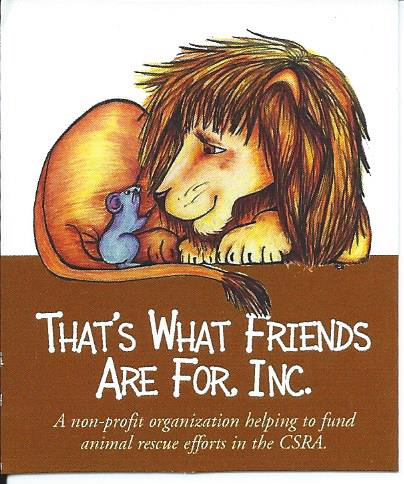 THAT'S WHAT FRIENDS
ARE FOR, INC.
A non-profit organization helping to fund
animal rescue efforts in the CSRA.